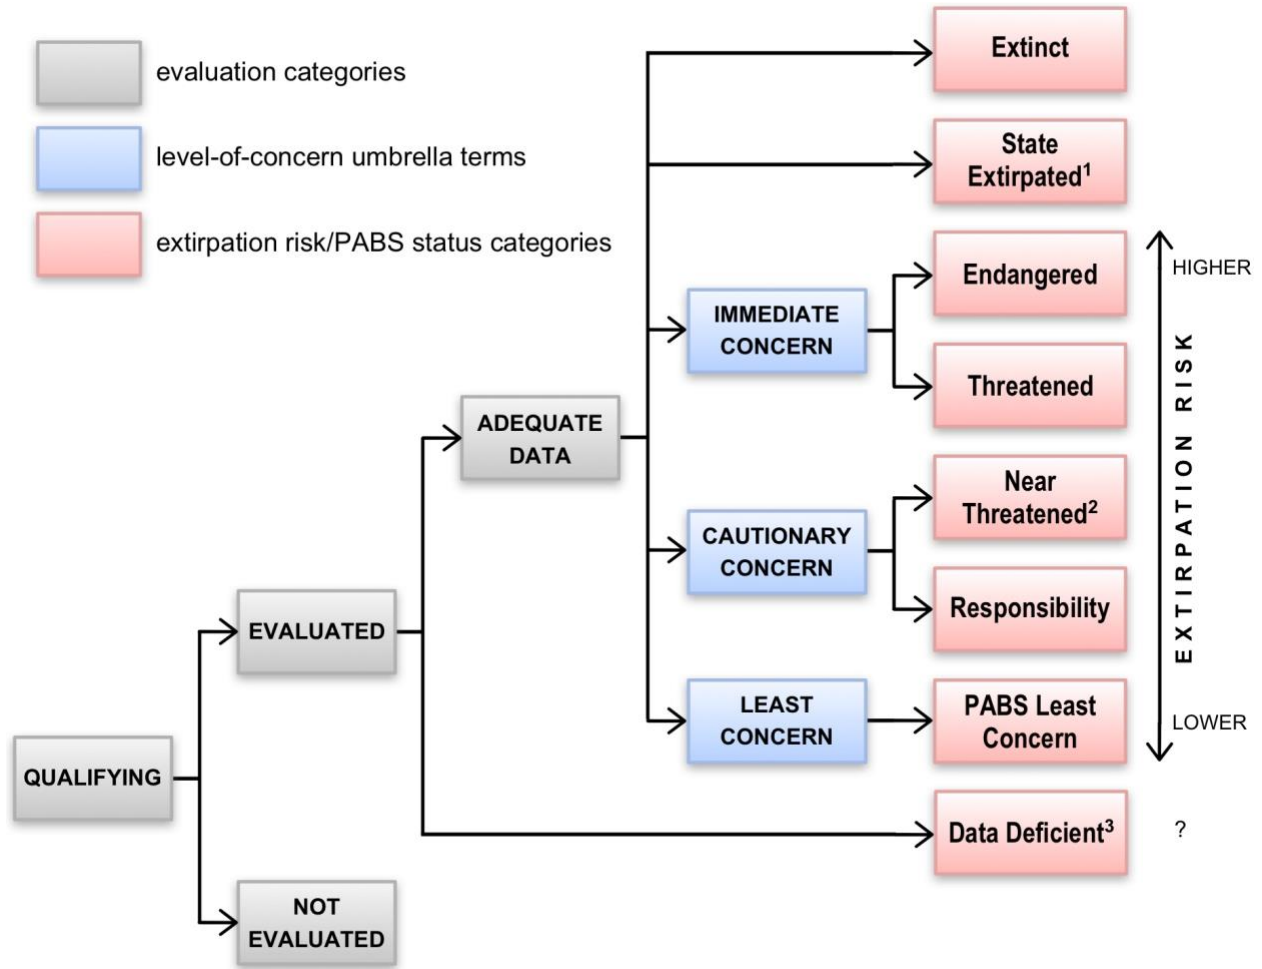 evaluation categories
level-of-concern umbrella terms
extirpation risk/PABS status categories
Extinct
State
Extirpated¹
Endangered
Threatened
Near
Threatened²
Responsibility
PABS Least
Concern
Data Deficient³
IMMEDIATE
CONCERN
CAUTIONARY
CONCERN
LEAST
CONCERN
ADEQUATE
DATA
EVALUATED
QUALIFYING
NOT
EVALUATED
HIGHER
EXTIRPATION RISK
LOWER
?